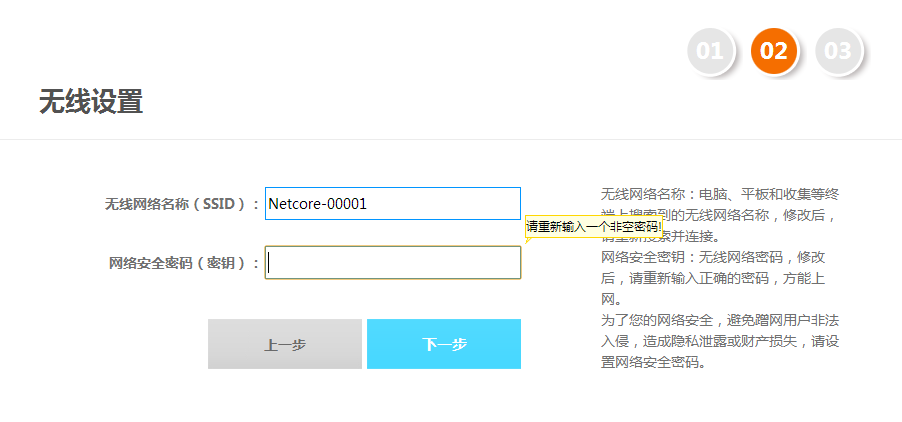 01 02 03
无线设置
无线网络名称（SSID）：
Netcore-00001
请重新输入一个非空密码!
网络安全密码（密钥）：
上一步
下一步
无线网络名称：电脑、平板和收集等终
端上搜索到的无线网络名称，修改后，
请重新搜索并连接。
网络安全密钥：无线网络密码，修改
后，请重新输入正确的密码，方能上
网。
为了您的网络安全，避免蹭网用户非法
入侵，造成隐私泄露或财产损失，请设
置网络安全密码。